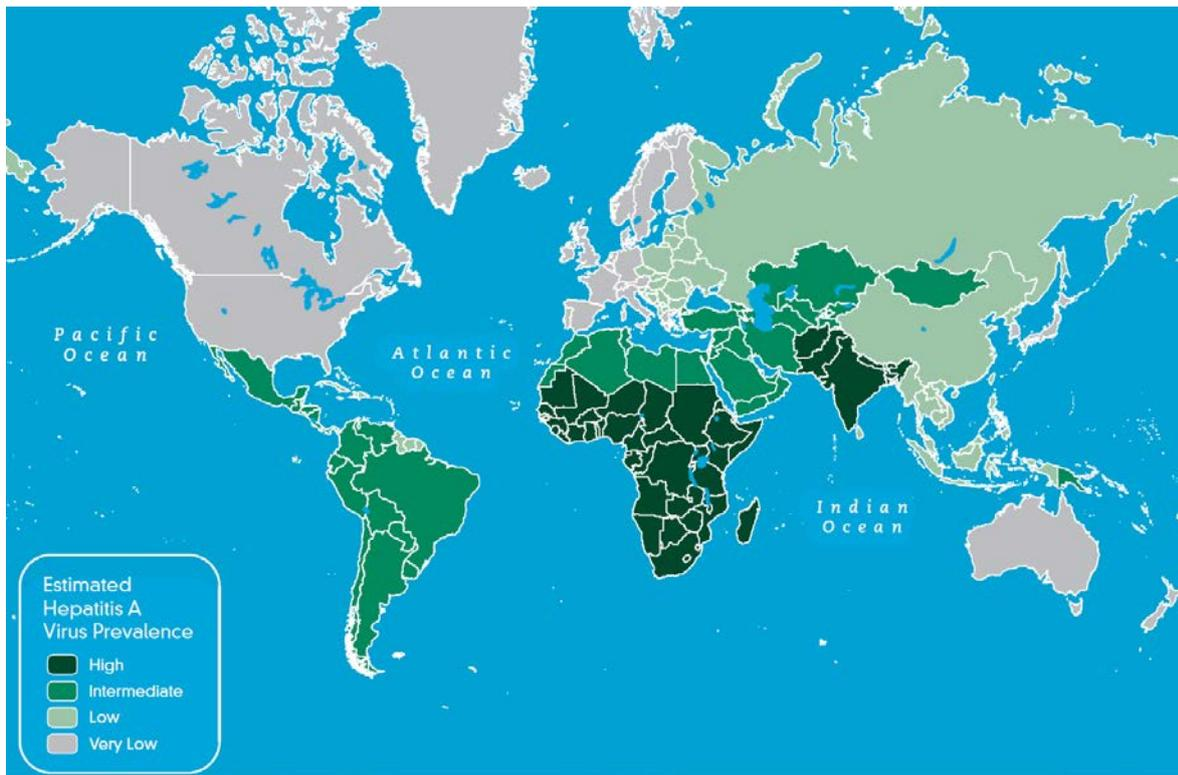 Pacific
Ocean
Atlantic
Ocean
Indian
Ocean
Estimated
Hepatitis A
Virus Prevalence
High
Intermediate
Low
Very Low